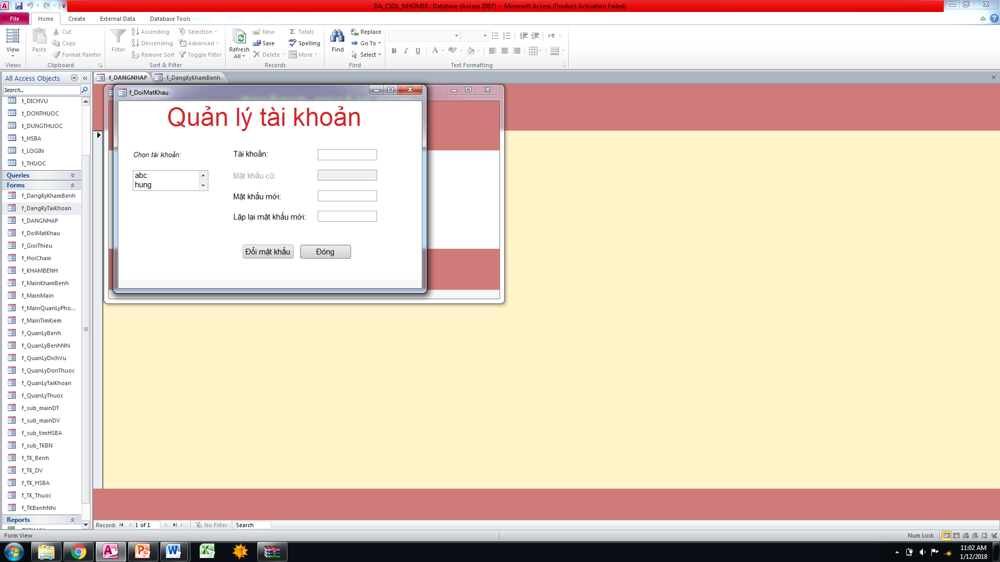 DA_CSDL_NHOM18 : Database (Access 2007) - Microsoft Access (Product Activation Failed)
File Home Create External Data Database Tools
View Paste Cut Copy Format Painter
Filter Ascending Descending Remove Sort Selection Advanced Toggle Filter
Refresh All New Save Delete Totals Spelling More
Find Replace Go To Select
B I U A
Views Clipboard Sort & Filter Records Find Text Formatting
All Access Objects
Search...
t_DICHVU
t_DONTHUOC
t_DUNGTHUOC
t_HSBA
t_LOGIN
t_THUOC
Queries
Forms
f_DangKyKhamBenh
f_DangKyTaiKhoan
f_DANGNHAP
f_DoiMatKhau
f_GioiThieu
f_HoiCham
f_KHAMBENH
f_MainKhamBenh
f_MainMain
f_MainQuanLyPho...
f_MainTimKiem
f_QuanLyBenh
f_QuanLyBenhNhi
f_QuanLyDichVu
f_QuanLyDonThuoc
f_QuanLyTaiKhoan
f_QuanLyThuoc
f_sub_mainDT
f_sub_mainDV
f_sub_timHSBA
f_sub_TKBN
f_TK_Benh
f_TK_DV
f_TK_HSBA
f_TK_Thuoc
f_TKBenhNhi
Reports
f_DANGNHAP f_DangKyKhamBenh
f_DoiMatKhau
Quản lý tài khoản
Chọn tài khoản:
abc
hung
Tài khoản:
Mật khẩu cũ:
Mật khẩu mới:
Lặp lại mật khẩu mới:
Đổi mật khẩu Đóng
Record: 1 of 1 No Filter Search
Form View Num Lock
11:02 AM
1/12/2018